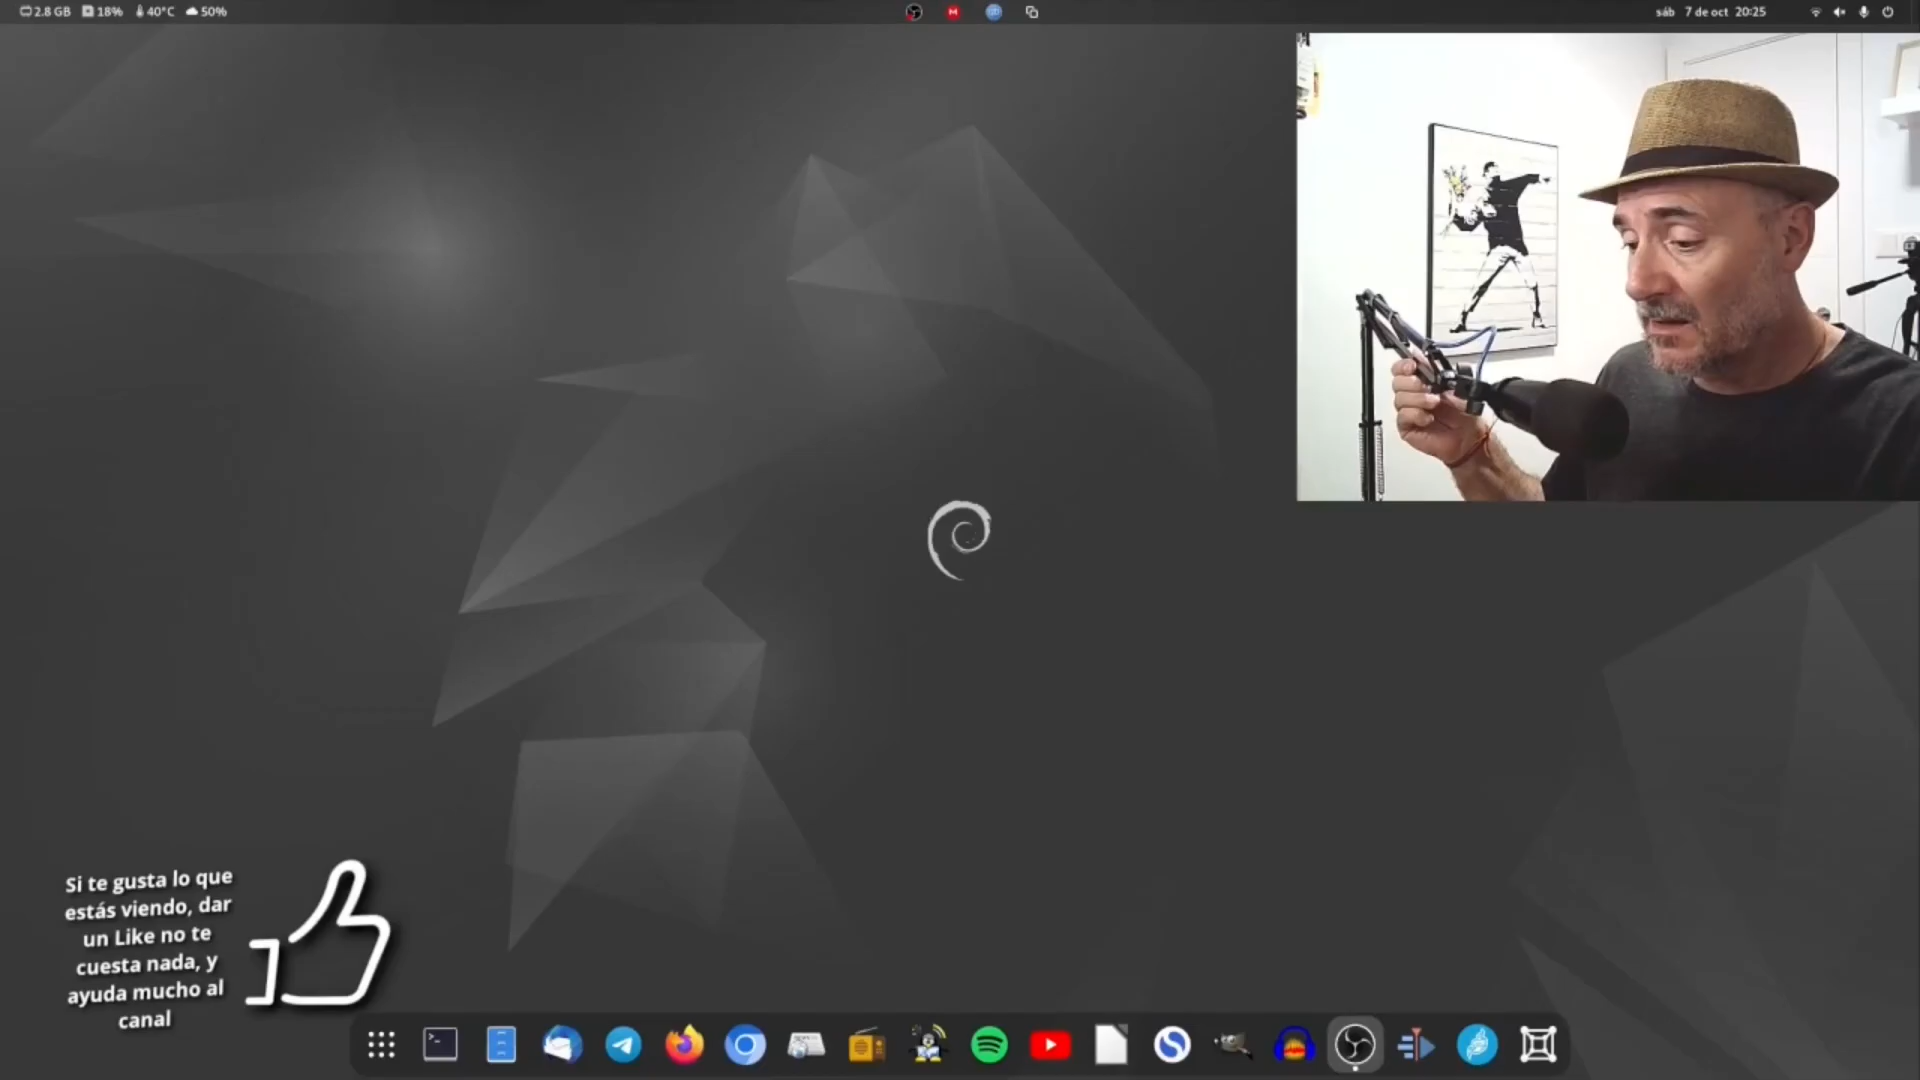 2.8 GB 18% 40°C 50%
sáb 7 de oct 20:25
Si te gusta lo que
estás viendo, dar
un Like no te
cuesta nada, y
ayuda mucho al
canal